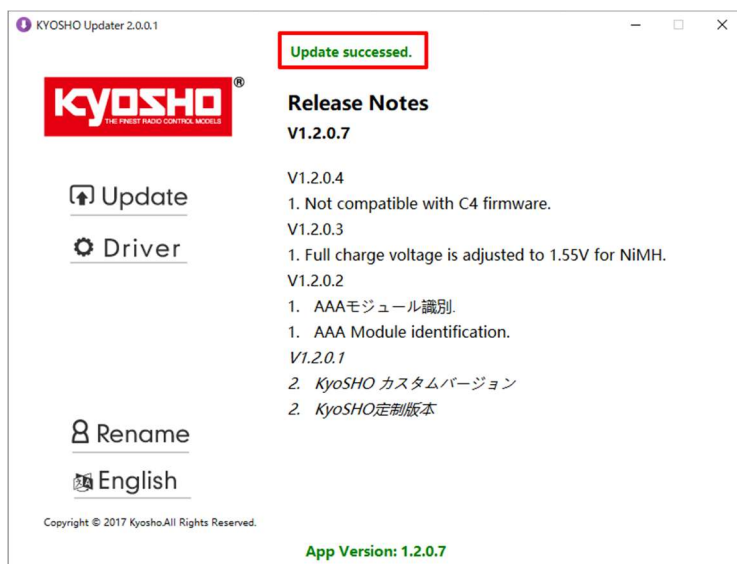 KYOSHO Updater 2.0.0.1
Update successed.
KYOSHO®
THE FINEST RADIO CONTROL MODELS
Release Notes
V1.2.0.7
V1.2.0.4
1. Not compatible with C4 firmware.
V1.2.0.3
1. Full charge voltage is adjusted to 1.55V for NiMH.
V1.2.0.2
1. AAAモジュール識別.
1. AAA Module identification.
V1.2.0.1
2. KyoSHO カスタムバージョン
2. KyoSHO定制版本
Update
Driver
Rename
English
Copyright © 2017 Kyosho.All Rights Reserved.
App Version: 1.2.0.7